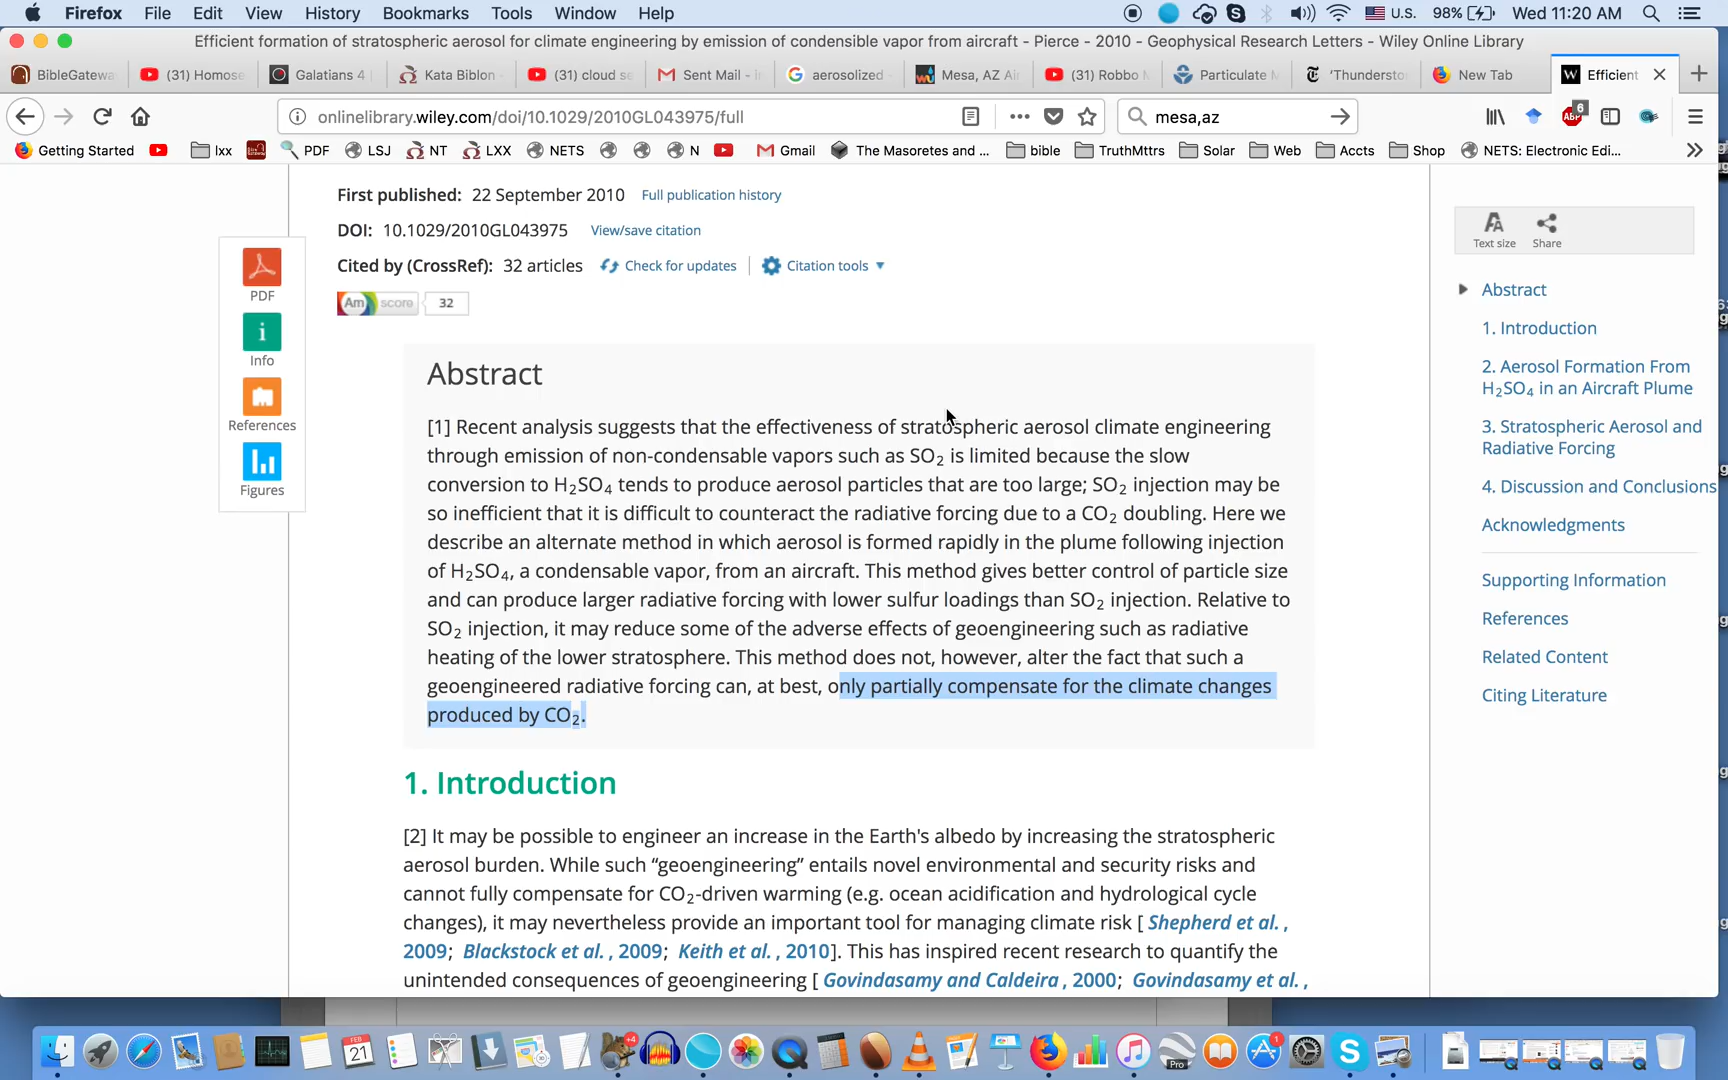 Firefox File Edit View History Bookmarks Tools Window Help U.S. 98% Wed 11:20 AM
Efficient formation of stratospheric aerosol for climate engineering by emission of condensible vapor from aircraft - Pierce - 2010 - Geophysical Research Letters - Wiley Online Library
BibleGatewa (31) Homose Galatians 4 Kata Biblon (31) cloud se Sent Mail - i aerosolized Mesa, AZ Ai (31) Robbo Particulate M 'Thundersto New Tab Efficient
onlinelibrary.wiley.com/doi/10.1029/2010GL043975/full mesa,az ABP 6
Getting Started lxx PDF LSJ NT LXX NETS N Gmail The Masoretes and ... bible TruthMttrs Solar Web Accts Shop NETS: Electronic Edi...
First published: 22 September 2010 Full publication history
DOI: 10.1029/2010GL043975 View/save citation
Cited by (CrossRef): 32 articles Check for updates Citation tools
Am score 32
PDF
Info
References
Figures
Abstract
[1] Recent analysis suggests that the effectiveness of stratospheric aerosol climate engineering
through emission of non-condensable vapors such as SO2 is limited because the slow
conversion to H2SO4 tends to produce aerosol particles that are too large; SO2 injection may be
so inefficient that it is difficult to counteract the radiative forcing due to a CO2 doubling. Here we
describe an alternate method in which aerosol is formed rapidly in the plume following injection
of H2SO4, a condensable vapor, from an aircraft. This method gives better control of particle size
and can produce larger radiative forcing with lower sulfur loadings than SO2 injection. Relative to
SO2 injection, it may reduce some of the adverse effects of geoengineering such as radiative
heating of the lower stratosphere. This method does not, however, alter the fact that such a
geoengineered radiative forcing can, at best, only partially compensate for the climate changes
produced by CO2.
1. Introduction
[2] It may be possible to engineer an increase in the Earth's albedo by increasing the stratospheric
aerosol burden. While such “geoengineering” entails novel environmental and security risks and
cannot fully compensate for CO2-driven warming (e.g. ocean acidification and hydrological cycle
changes), it may nevertheless provide an important tool for managing climate risk [ Shepherd et al. ,
2009; Blackstock et al. , 2009; Keith et al. , 2010]. This has inspired recent research to quantify the
unintended consequences of geoengineering [ Govindasamy and Caldeira , 2000; Govindasamy et al. ,
Text size Share
Abstract
1. Introduction
2. Aerosol Formation From
H2SO4 in an Aircraft Plume
3. Stratospheric Aerosol and
Radiative Forcing
4. Discussion and Conclusions
Acknowledgments
Supporting Information
References
Related Content
Citing Literature
FEB
21
+4
Pro
1